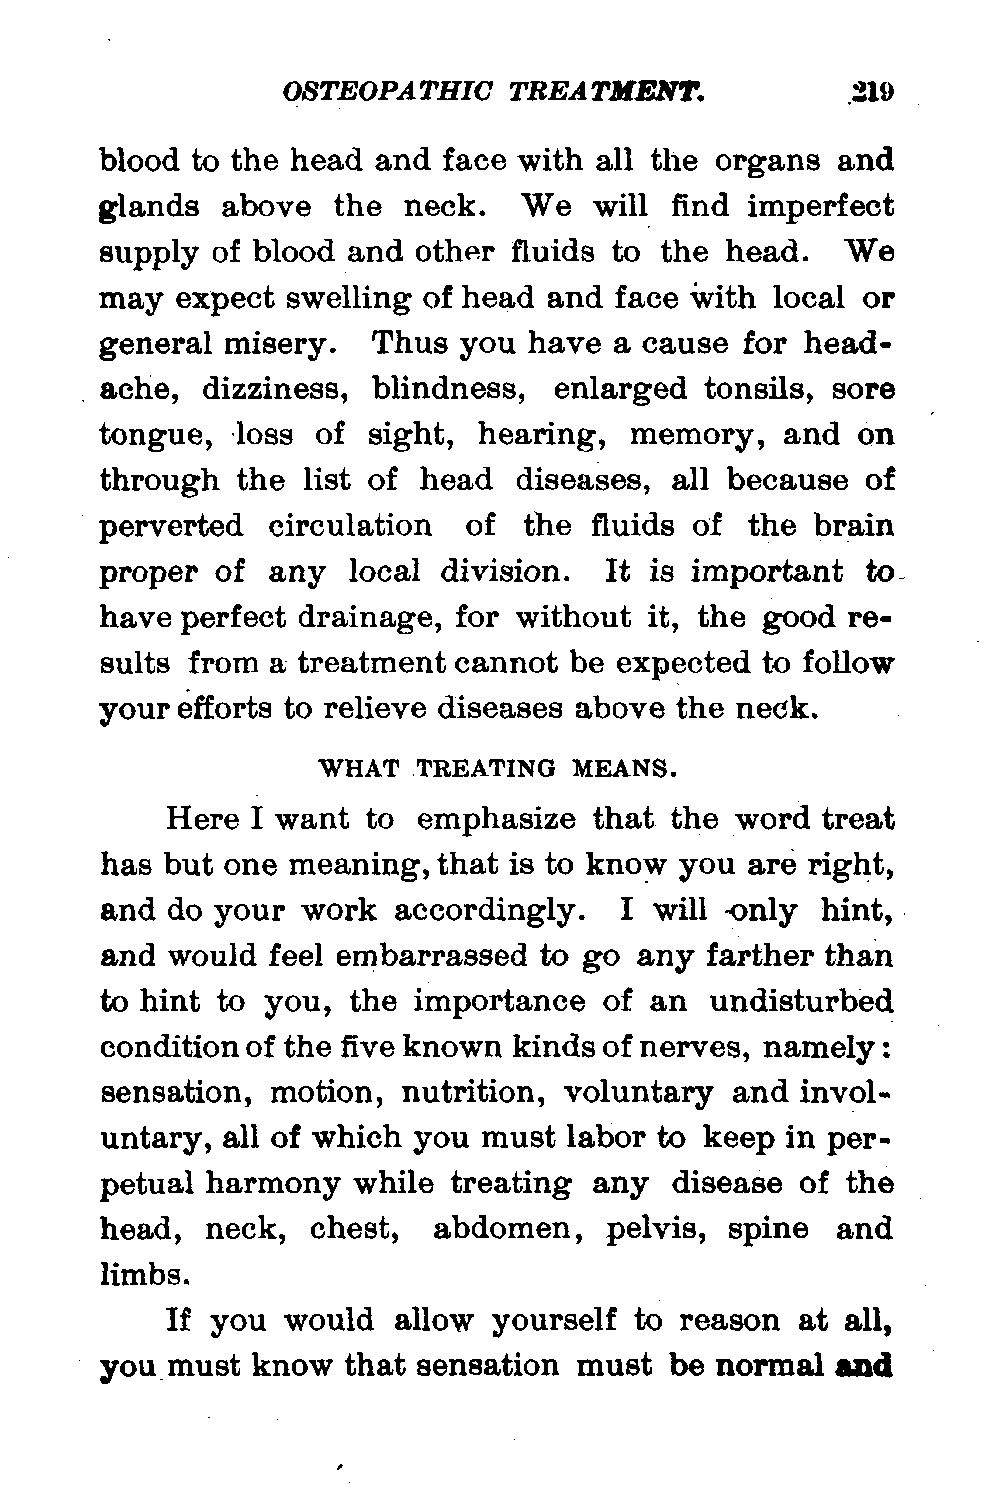 OSTEOPATHIC TREATMENT. 219
blood to the head and face with all the organs and
glands above the neck. We will find imperfect
supply of blood and other fluids to the head. We
may expect swelling of head and face with local or
general misery. Thus you have a cause for head-
ache, dizziness, blindness, enlarged tonsils, sore
tongue, loss of sight, hearing, memory, and on
through the list of head diseases, all because of
perverted circulation of the fluids of the brain
proper of any local division. It is important to
have perfect drainage, for without it, the good re-
sults from a treatment cannot be expected to follow
your efforts to relieve diseases above the neck.
WHAT TREATING MEANS.
Here I want to emphasize that the word treat
has but one meaning, that is to know you are right,
and do your work accordingly. I will only hint,
and would feel embarrassed to go any farther than
to hint to you, the importance of an undisturbed
condition of the five known kinds of nerves, namely:
sensation, motion, nutrition, voluntary and invol-
untary, all of which you must labor to keep in per-
petual harmony while treating any disease of the
head, neck, chest, abdomen, pelvis, spine and
limbs.
If you would allow yourself to reason at all,
you must know that sensation must be normal and